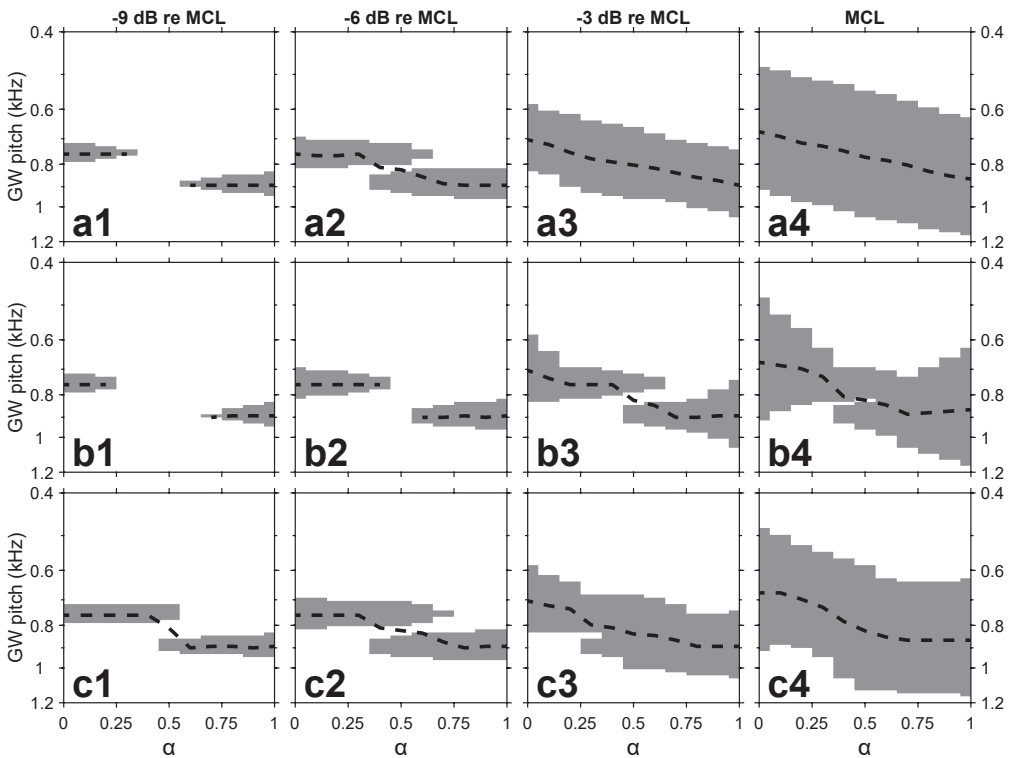 -9 dB re MCL
-6 dB re MCL
-3 dB re MCL
MCL
GW pitch (kHz)
0.4
0.6
0.8
1
1.2
a1
a2
a3
a4
0.4
0.6
0.8
1
1.2
GW pitch (kHz)
0.4
0.6
0.8
1
1.2
b1
b2
b3
b4
0.4
0.6
0.8
1
1.2
GW pitch (kHz)
0.4
0.6
0.8
1
1.2
c1
c2
c3
c4
0.4
0.6
0.8
1
1.2
0 0.25 0.5 0.75 1
0 0.25 0.5 0.75 1
0 0.25 0.5 0.75 1
0 0.25 0.5 0.75 1
α
α
α
α